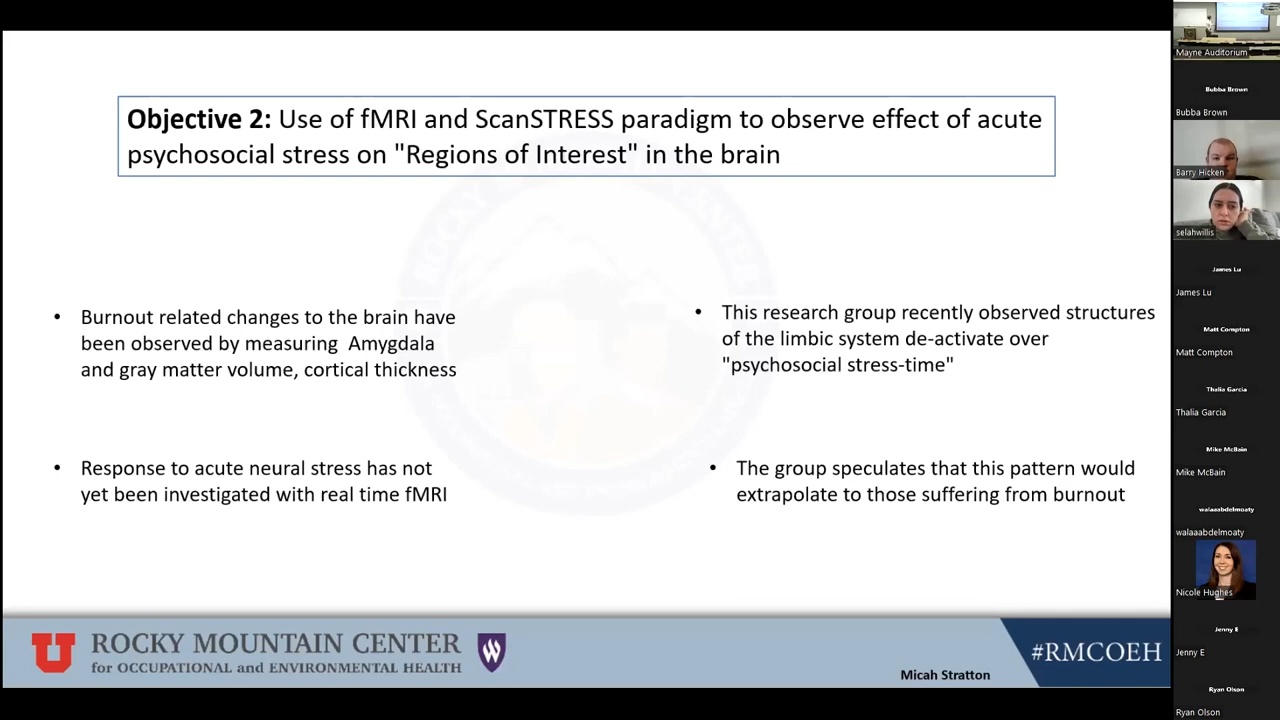 Objective 2: Use of fMRI and ScanSTRESS paradigm to observe effect of acute
psychosocial stress on "Regions of Interest" in the brain
• Burnout related changes to the brain have
been observed by measuring Amygdala
and gray matter volume, cortical thickness
• Response to acute neural stress has not
yet been investigated with real time fMRI
• This research group recently observed structures
of the limbic system de-activate over
"psychosocial stress-time"
• The group speculates that this pattern would
extrapolate to those suffering from burnout
U ROCKY MOUNTAIN CENTER
for OCCUPATIONAL and ENVIRONMENTAL HEALTH
W
Micah Stratton
#RMCOEH
Mayne Auditorium
Bubba Brown
Bubba Brown
Barry Hicken
selahwillis
James Lu
James Lu
Matt Compton
Matt Compton
Thalia Garcia
Thalia Garcia
Mike McBain
Mike McBain
walaaabdelmoaty
walaaabdelmoaty
Nicole Hughes
Jenny E
Jenny E
Ryan Olson
Ryan Olson